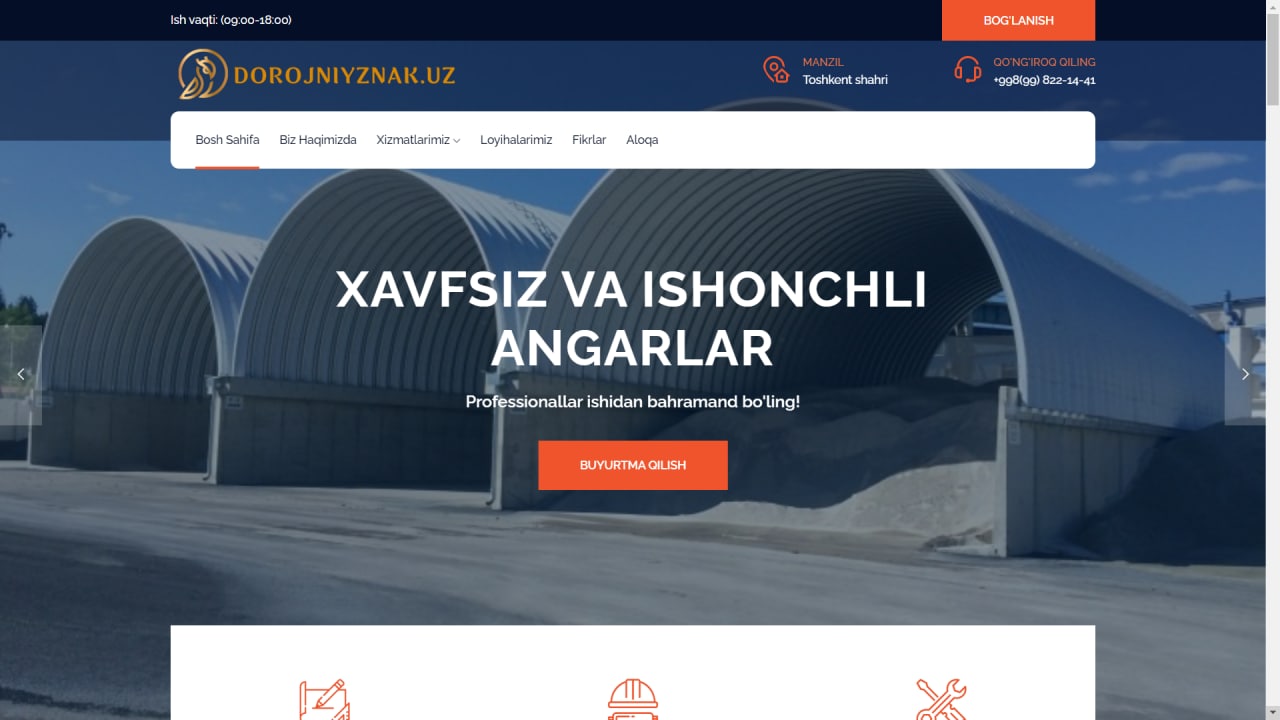 Ish vaqti: (09:00-18:00)
BOG'LANISH
DOROJNIYZNAK.UZ
MANZIL
Toshkent shahri
QO'NG'IROQ QILING
+998(99) 822-14-41
Bosh Sahifa
Biz Haqimizda
Xizmatlarimiz
Loyihalarimiz
Fikrlar
Aloqa
XAVFSIZ VA ISHONCHLI
ANGARLAR
Professionallar ishidan bahramand bo'ling!
BUYURTMA QILISH